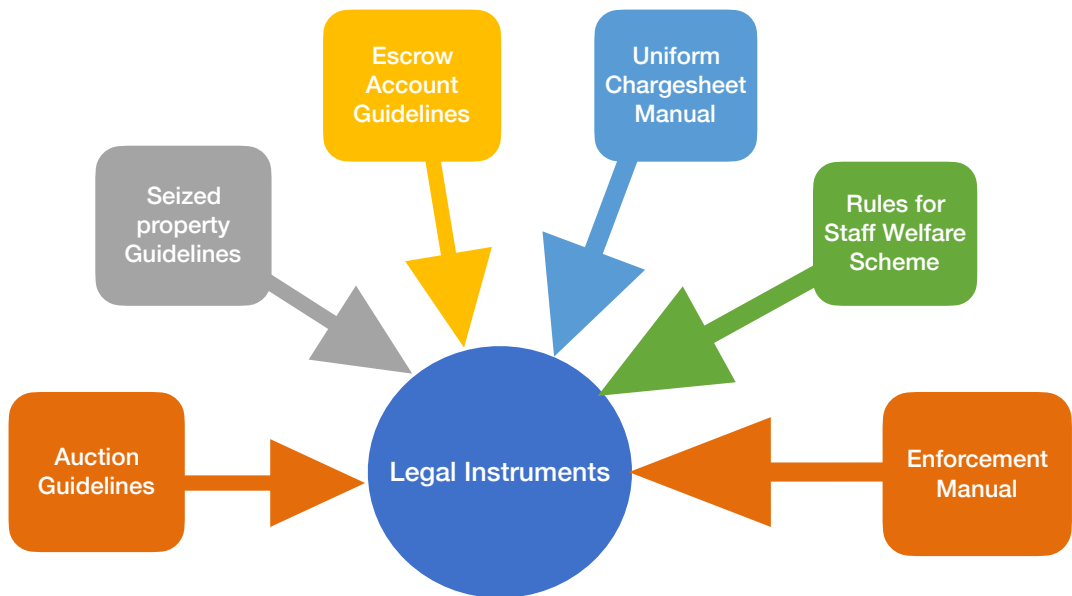 Escrow
Account
Guidelines
Uniform
Chargesheet
Manual
Seized
property
Guidelines
Rules for
Staff Welfare
Scheme
Auction
Guidelines
Legal Instruments
Enforcement
Manual